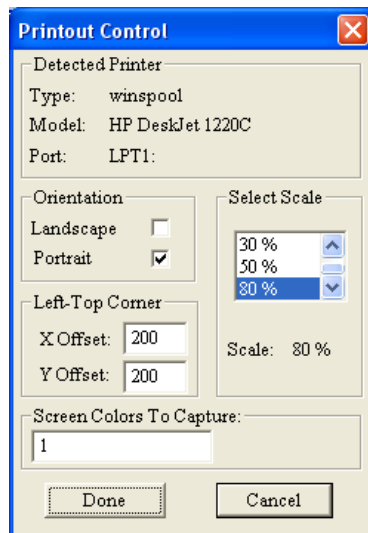 Printout Control
Detected Printer
Type: winspool
Model: HP DeskJet 1220C
Port: LPT1:
Orientation
Landscape
Portrait
Select Scale
30 %
50 %
80 %
Scale: 80 %
Left-Top Corner
X Offset: 200
Y Offset: 200
Screen Colors To Capture:
1
Done
Cancel